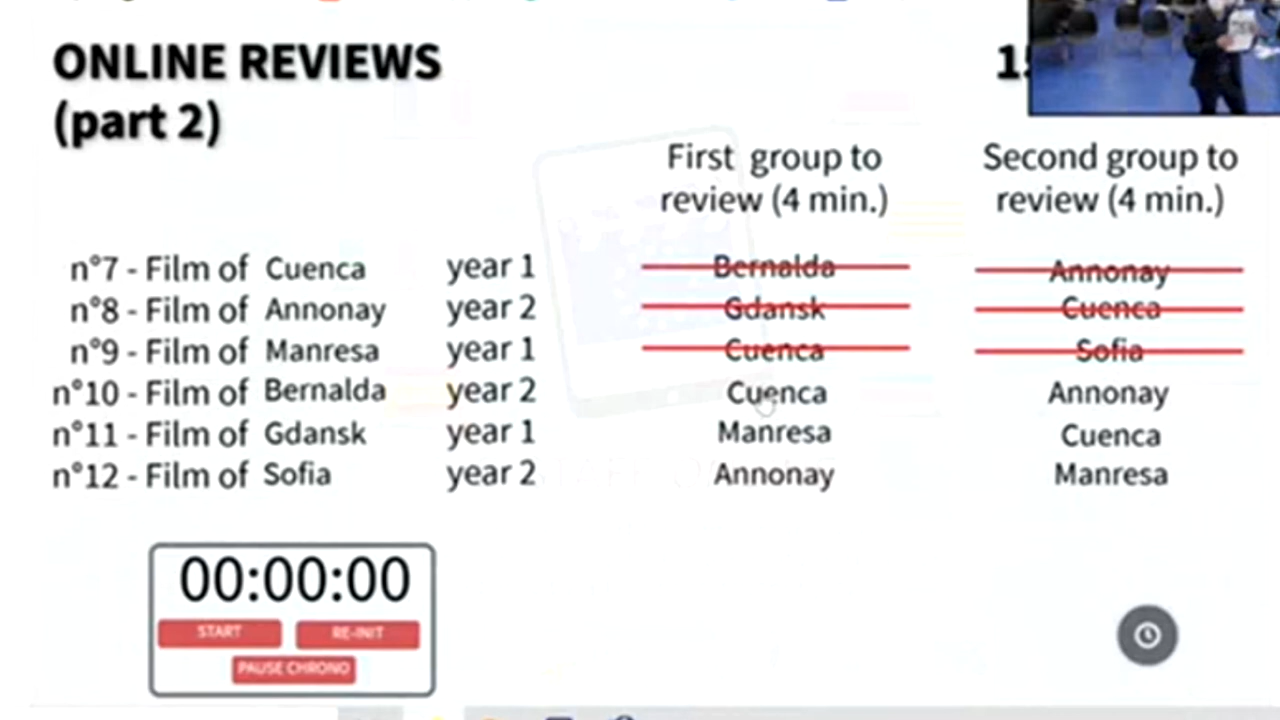 ONLINE REVIEWS
(part 2)
First group to
review (4 min.)
Second group to
review (4 min.)
n°7 - Film of Cuenca year 1 Bernalda Annonay
n°8 - Film of Annonay year 2 Gdansk Cuenca
n°9 - Film of Manresa year 1 Cuenca Sofia
n°10 - Film of Bernalda year 2 Cuenca Annonay
n°11 - Film of Gdansk year 1 Manresa Cuenca
n°12 - Film of Sofia year 2 Annonay Manresa
00:00:00
START RE-INIT
PAUSE CHRONO